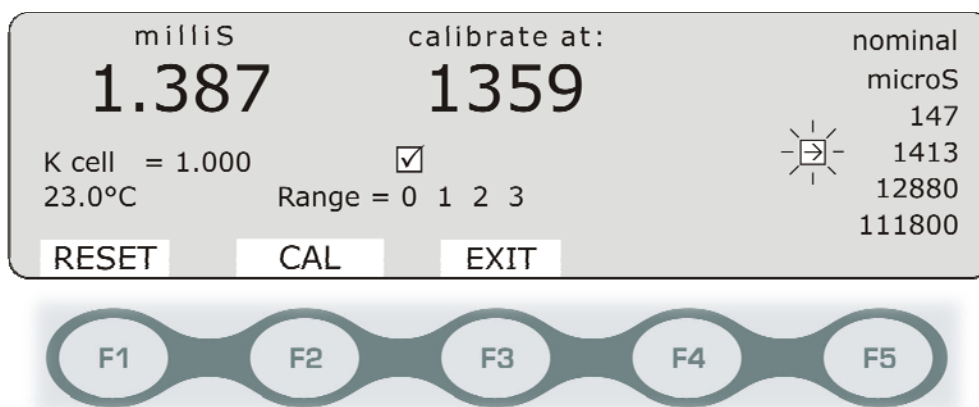 milliS
1.387
calibrate at:
1359
nominal
microS
147
1413
12880
111800
K cell = 1.000
23.0°C
Range = 0 1 2 3
RESET CAL EXIT
F1 F2 F3 F4 F5